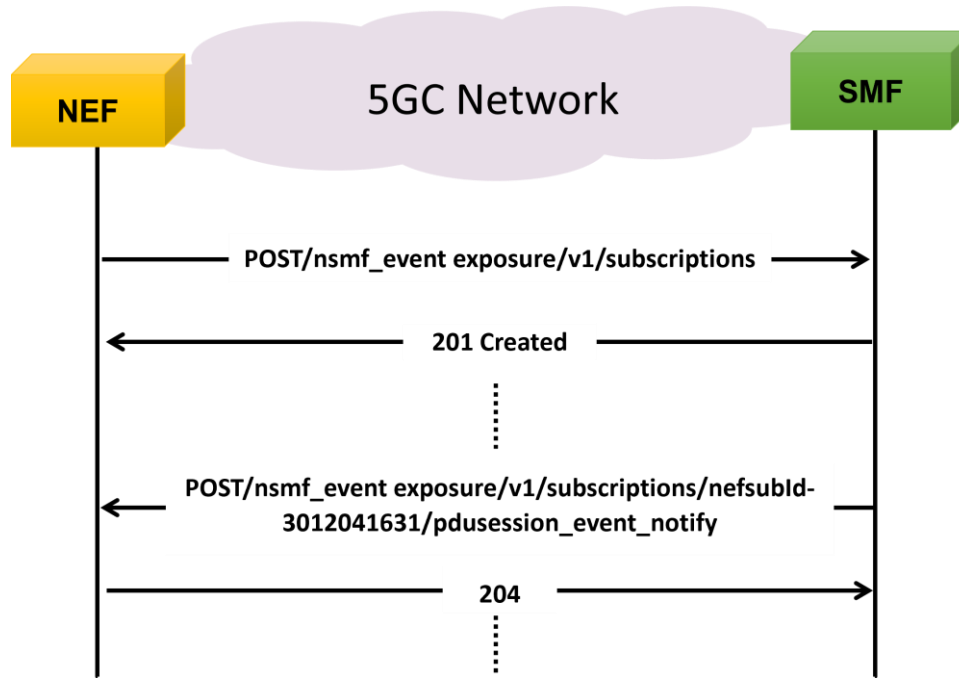 5GC Network
NEF
SMF
POST/nsmf_event exposure/v1/subscriptions
201 Created
POST/nsmf_event exposure/v1/subscriptions/nefsubId-
3012041631/pdusession_event_notify
204